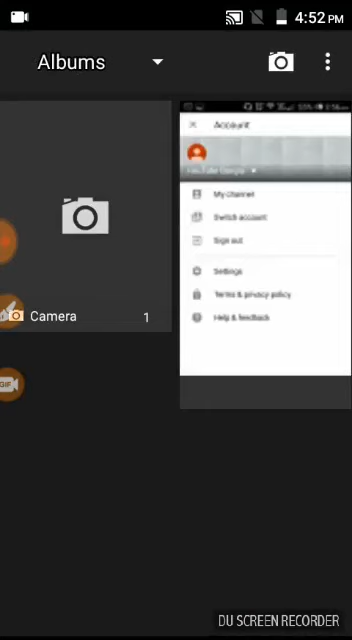 4:52 PM
Albums
Account
My channel
Switch account
Sign out
Settings
Terms & privacy policy
Help & feedback
Camera 1
GIF
DU SCREEN RECORDER